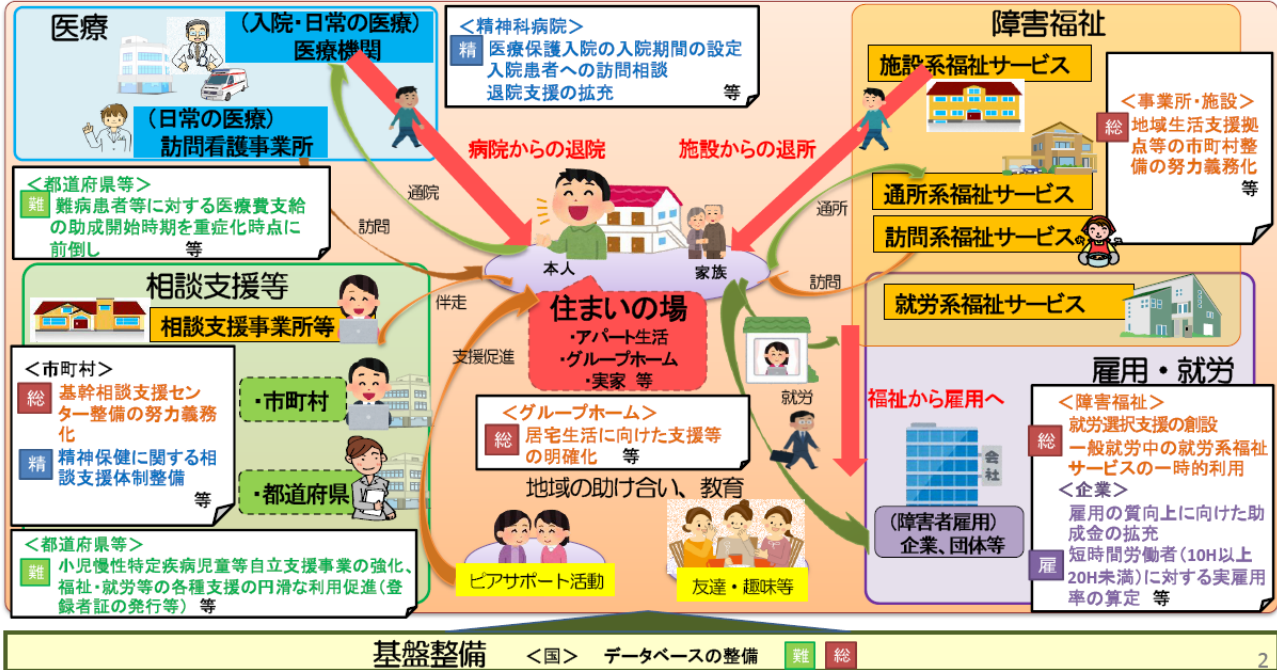 医療
(入院・日常の医療)
医療機関
(日常の医療)
訪問看護事業所
<精神科病院>
精 医療保護入院の入院期間の設定
入院患者への訪問相談
退院支援の拡充 等
障害福祉
施設系福祉サービス
<事業所・施設>
総 地域生活支援拠
点等の市町村整
備の努力義務化
等
通所系福祉サービス
訪問系福祉サービス
就労系福祉サービス
病院からの退院
施設からの退所
通院
訪問
通所
訪問
<都道府県等>
難 難病患者等に対する医療費支給
の助成開始時期を重症化時点に
前倒し 等
本人
家族
住まいの場
・アパート生活
・グループホーム
・実家 等
相談支援等
相談支援事業所等
伴走
支援促進
<市町村>
総 基幹相談支援セン
ター整備の努力義務
化
精 精神保健に関する相
談支援体制整備
等
・市町村
・都道府県
<都道府県等>
難 小児慢性特定疾病児童等自立支援事業の強化、
福祉・就労等の各種支援の円滑な利用促進(登
録者証の発行等) 等
<グループホーム>
総 居宅生活に向けた支援等
の明確化 等
地域の助け合い、教育
ピアサポート活動
友達・趣味等
就労
福祉から雇用へ
雇用・就労
会社
(障害者雇用)
企業、団体等
<障害福祉>
就労選択支援の創設
総 一般就労中の就労系福祉
サービスの一時的利用
<企業>
雇用の質向上に向けた助
成金の拡充
雇 短時間労働者(10H以上
20H未満)に対する実雇用
率の算定 等
基盤整備 <国> データベースの整備 難 総
2